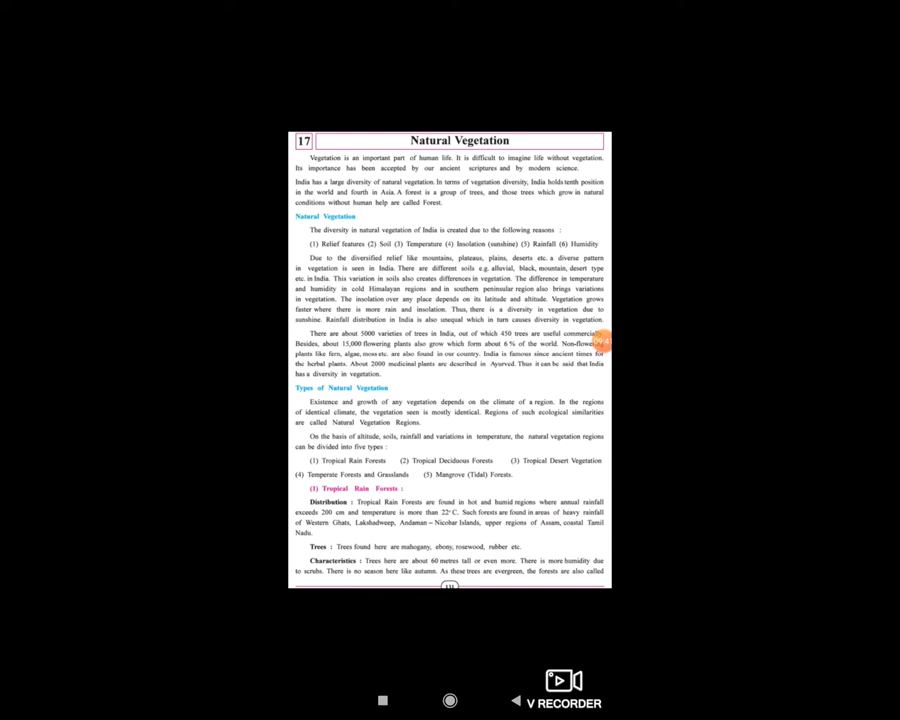 17 Natural Vegetation
Vegetation is an important part of human life. It is difficult to imagine life without vegetation.
Its importance has been accepted by our ancient scriptures and by modern science.
India has a large diversity of natural vegetation. In terms of vegetation diversity, India holds tenth position
in the world and fourth in Asia. A forest is a group of trees, and those trees which grow in natural
conditions without human help are called Forest.
Natural Vegetation
The diversity in natural vegetation of India is created due to the following reasons :
(1) Relief features (2) Soil (3) Temperature (4) Insolation (sunshine) (5) Rainfall (6) Humidity
Due to the diversified relief like mountains, plateaus, plains, deserts etc. a diverse pattern
in vegetation is seen in India. There are different soils e.g. alluvial, black, mountain, desert type
etc. in India. This variation in soils also creates differences in vegetation. The difference in temperature
and humidity in cold Himalayan regions and in southern peninsular region also brings variations
in vegetation. The insolation over any place depends on its latitude and altitude. Vegetation grows
faster where there is more rain and insolation. Thus, there is a diversity in vegetation due to
sunshine. Rainfall distribution in India is also unequal which in turn causes diversity in vegetation.
There are about 5000 varieties of trees in India, out of which 450 trees are useful commercially.
Besides, about 15,000 flowering plants also grow which form about 6 % of the world. Non-flowering
plants like fern, algae, moss etc. are also found in our country. India is famous since ancient times for
the herbal plants. About 2000 medicinal plants are described in Ayurved. Thus it can be said that India
has a diversity in vegetation.
Types of Natural Vegetation
Existence and growth of any vegetation depends on the climate of a region. In the regions
of identical climate, the vegetation seen is mostly identical. Regions of such ecological similarities
are called Natural Vegetation Regions.
On the basis of altitude, soils, rainfall and variations in temperature, the natural vegetation regions
can be divided into five types :
(1) Tropical Rain Forests (2) Tropical Deciduous Forests (3) Tropical Desert Vegetation
(4) Temperate Forests and Grasslands (5) Mangrove (Tidal) Forests.
(1) Tropical Rain Forests :
Distribution : Tropical Rain Forests are found in hot and humid regions where annual rainfall
exceeds 200 cm and temperature is more than 22° C. Such forests are found in areas of heavy rainfall
of Western Ghats, Lakshadweep, Andaman – Nicobar Islands, upper regions of Assam, coastal Tamil
Nadu.
Trees : Trees found here are mahogany, ebony, rosewood, rubber etc.
Characteristics : Trees here are about 60 metres tall or even more. There is more humidity due
to scrubs. There is no season here like autumn. As these trees are evergreen, the forests are also called
131
V RECORDER